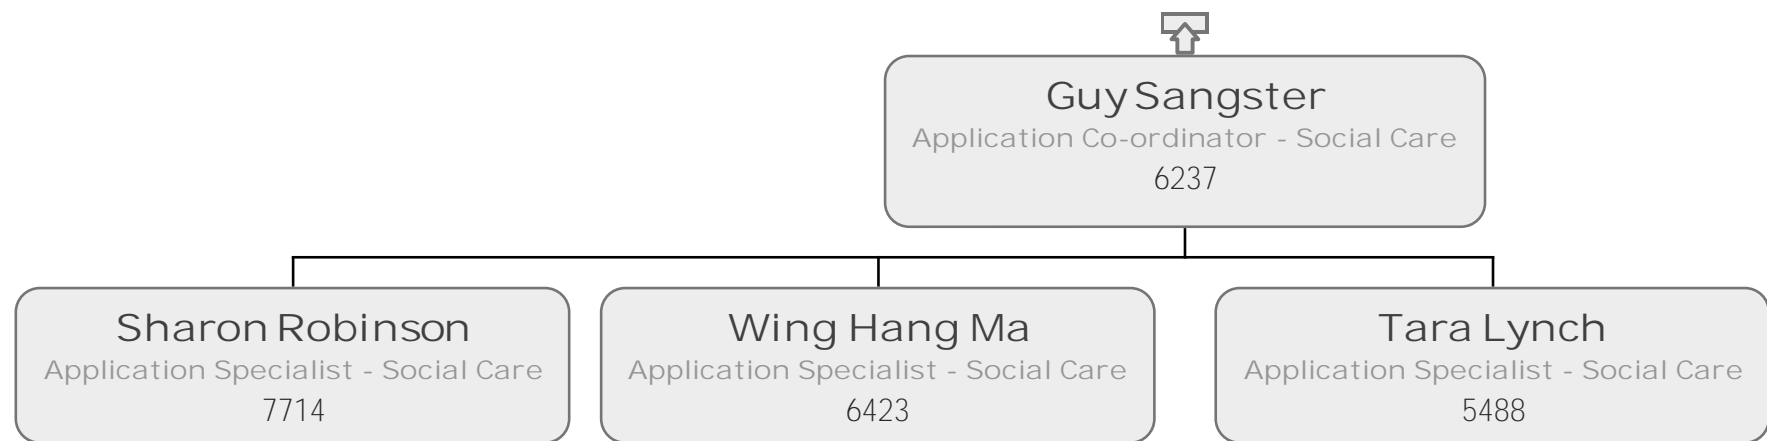 Guy Sangster
Application Co-ordinator - Social Care
6237
Sharon Robinson
Application Specialist - Social Care
7714
Wing Hang Ma
Application Specialist - Social Care
6423
Tara Lynch
Application Specialist - Social Care
5488